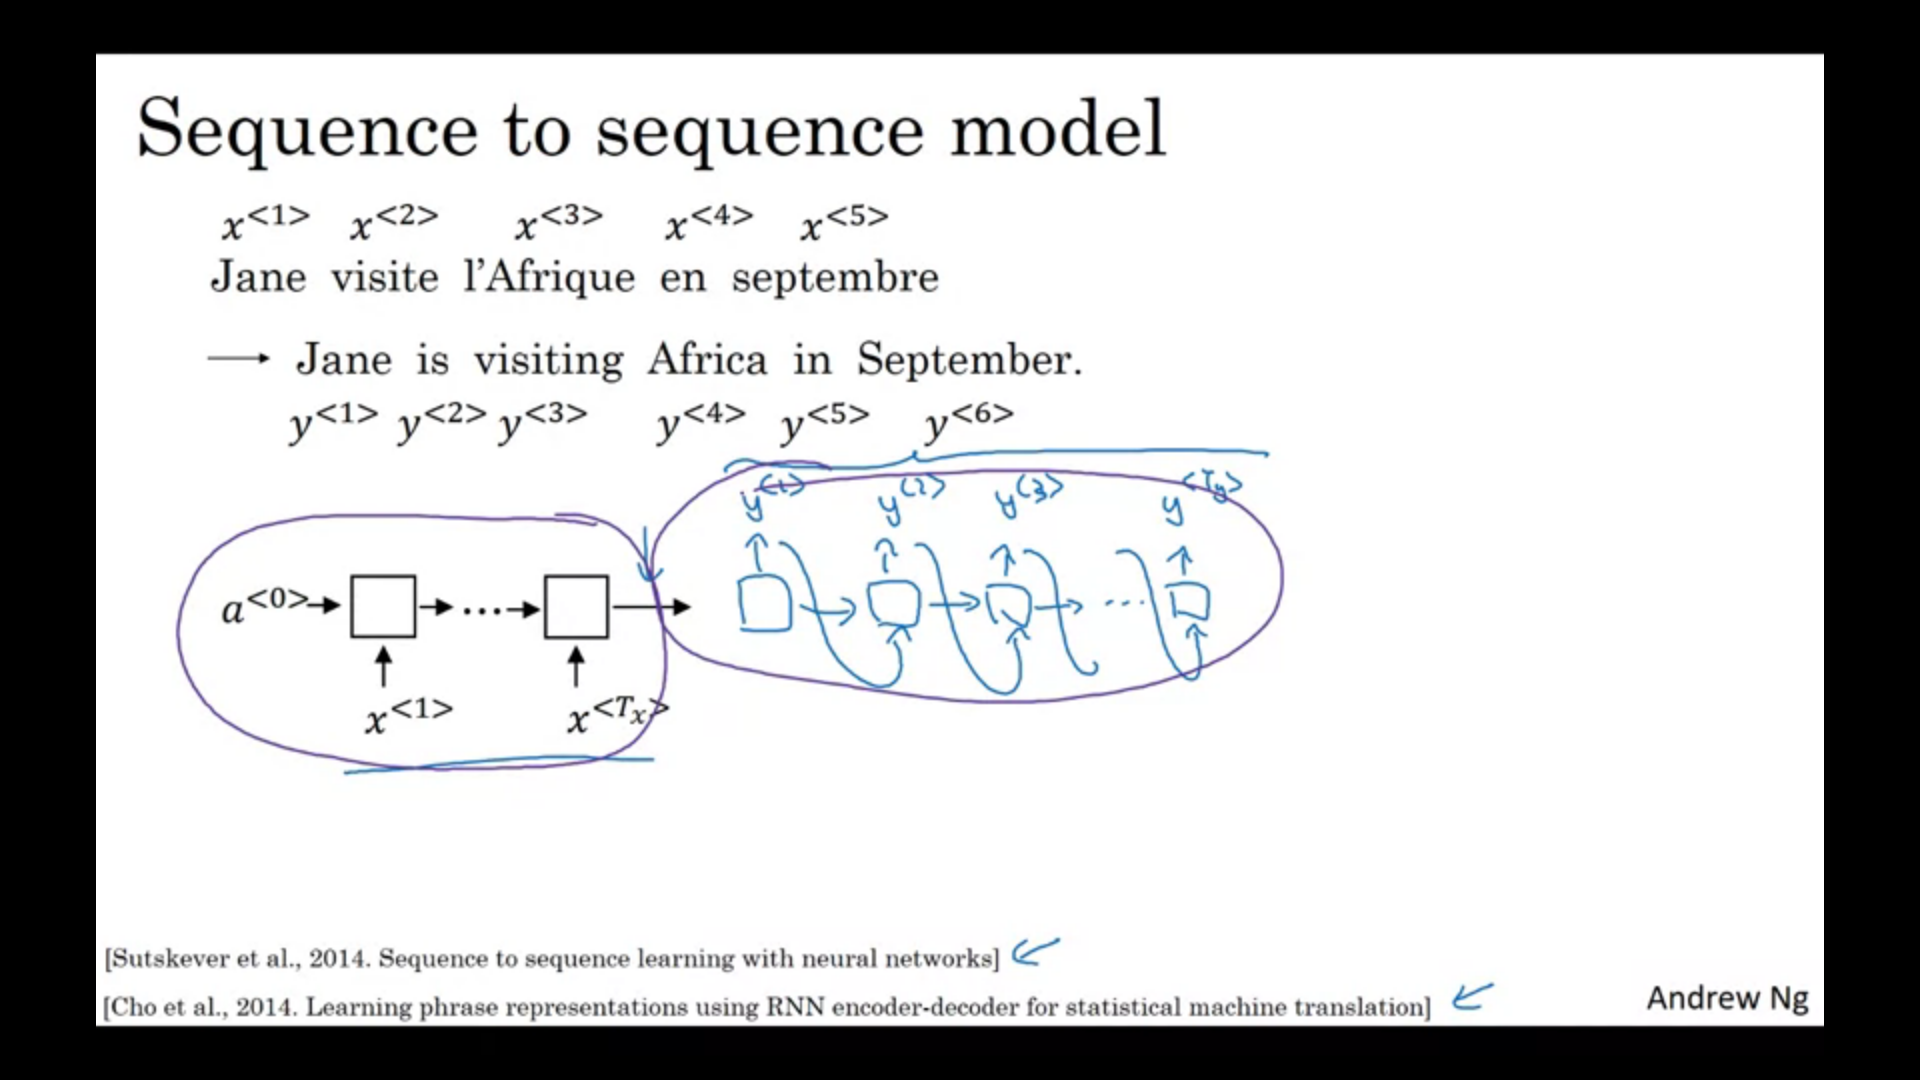 Sequence to sequence model
x<1> x<2> x<3> x<4> x<5>
Jane visite l’Afrique en septembre
→ Jane is visiting Africa in September.
y<1> y<2> y<3> y<4> y<5> y<6>
y<1> y<2> y<3> y<Ty>
a<0>→ → ... → → → → → ...
x<1> x<Tx>
[Sutskever et al., 2014. Sequence to sequence learning with neural networks] ←
[Cho et al., 2014. Learning phrase representations using RNN encoder-decoder for statistical machine translation] ←
Andrew Ng